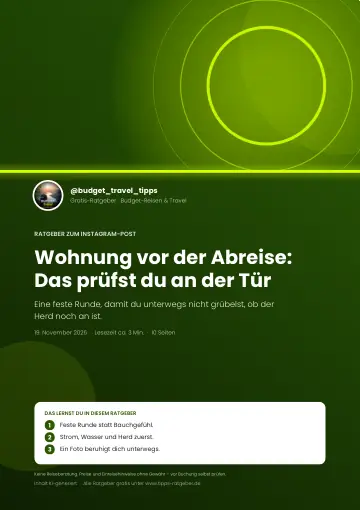 @budget_travel_tipps
Gratis-Ratgeber · Budget-Reisen & Travel
RATGEBER ZUM INSTAGRAM-POST
Wohnung vor der Abreise:
Das prüfst du an der Tür
Eine feste Runde, damit du unterwegs nicht grübelst, ob der
Herd noch an ist.
19. November 2025 · Lesezeit ca. 3 Min. · 10 Seiten
DAS LERNST DU IN DIESEM RATGEBER
1 Feste Runde statt Bauchgefühl.
2 Strom, Wasser und Herd zuerst.
3 Ein Foto beruhigt dich unterwegs.
Keine Reiseberatung. Preise und Einreisehinweise ohne Gewähr – vor Buchung selbst prüfen.
Inhalt KI-generiert · Alle Ratgeber gratis unter www.tipps-ratgeber.de